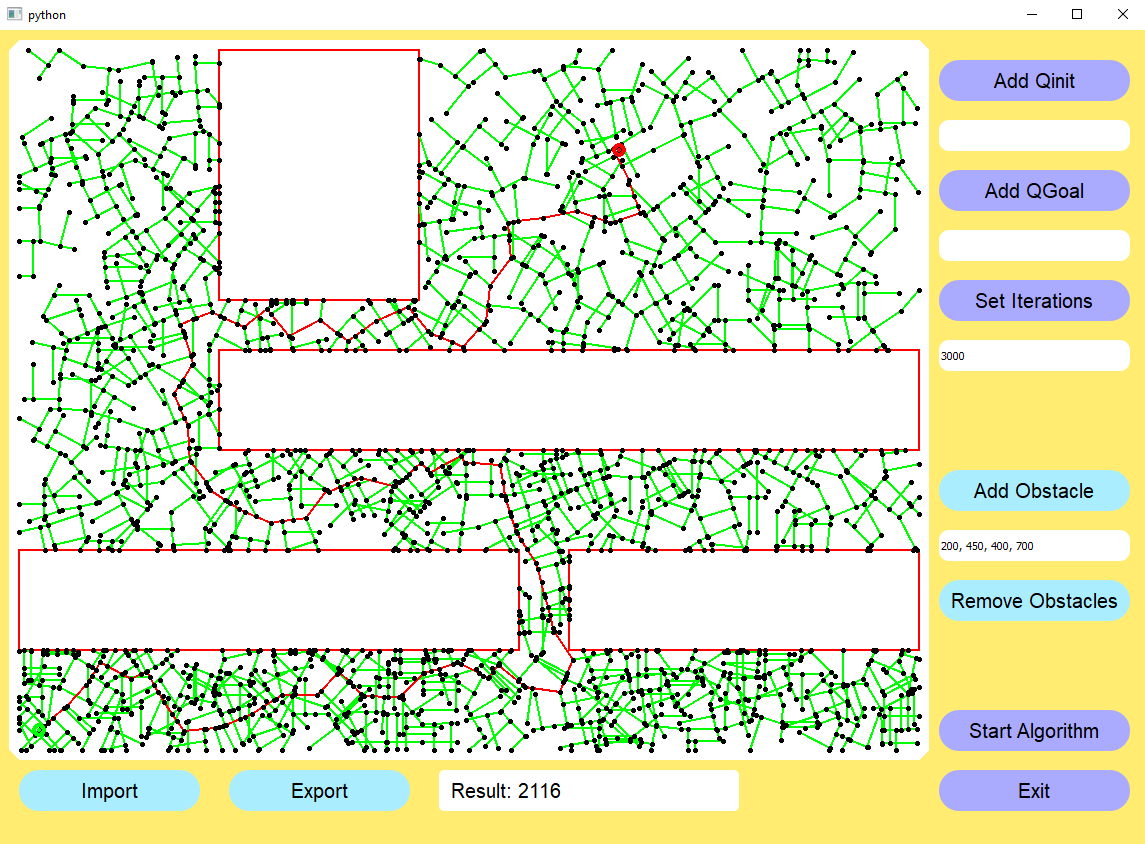 python
Add Qinit
Add QGoal
Set Iterations
3000
Add Obstacle
200, 450, 400, 700
Remove Obstacles
Start Algorithm
Import
Export
Result: 2116
Exit